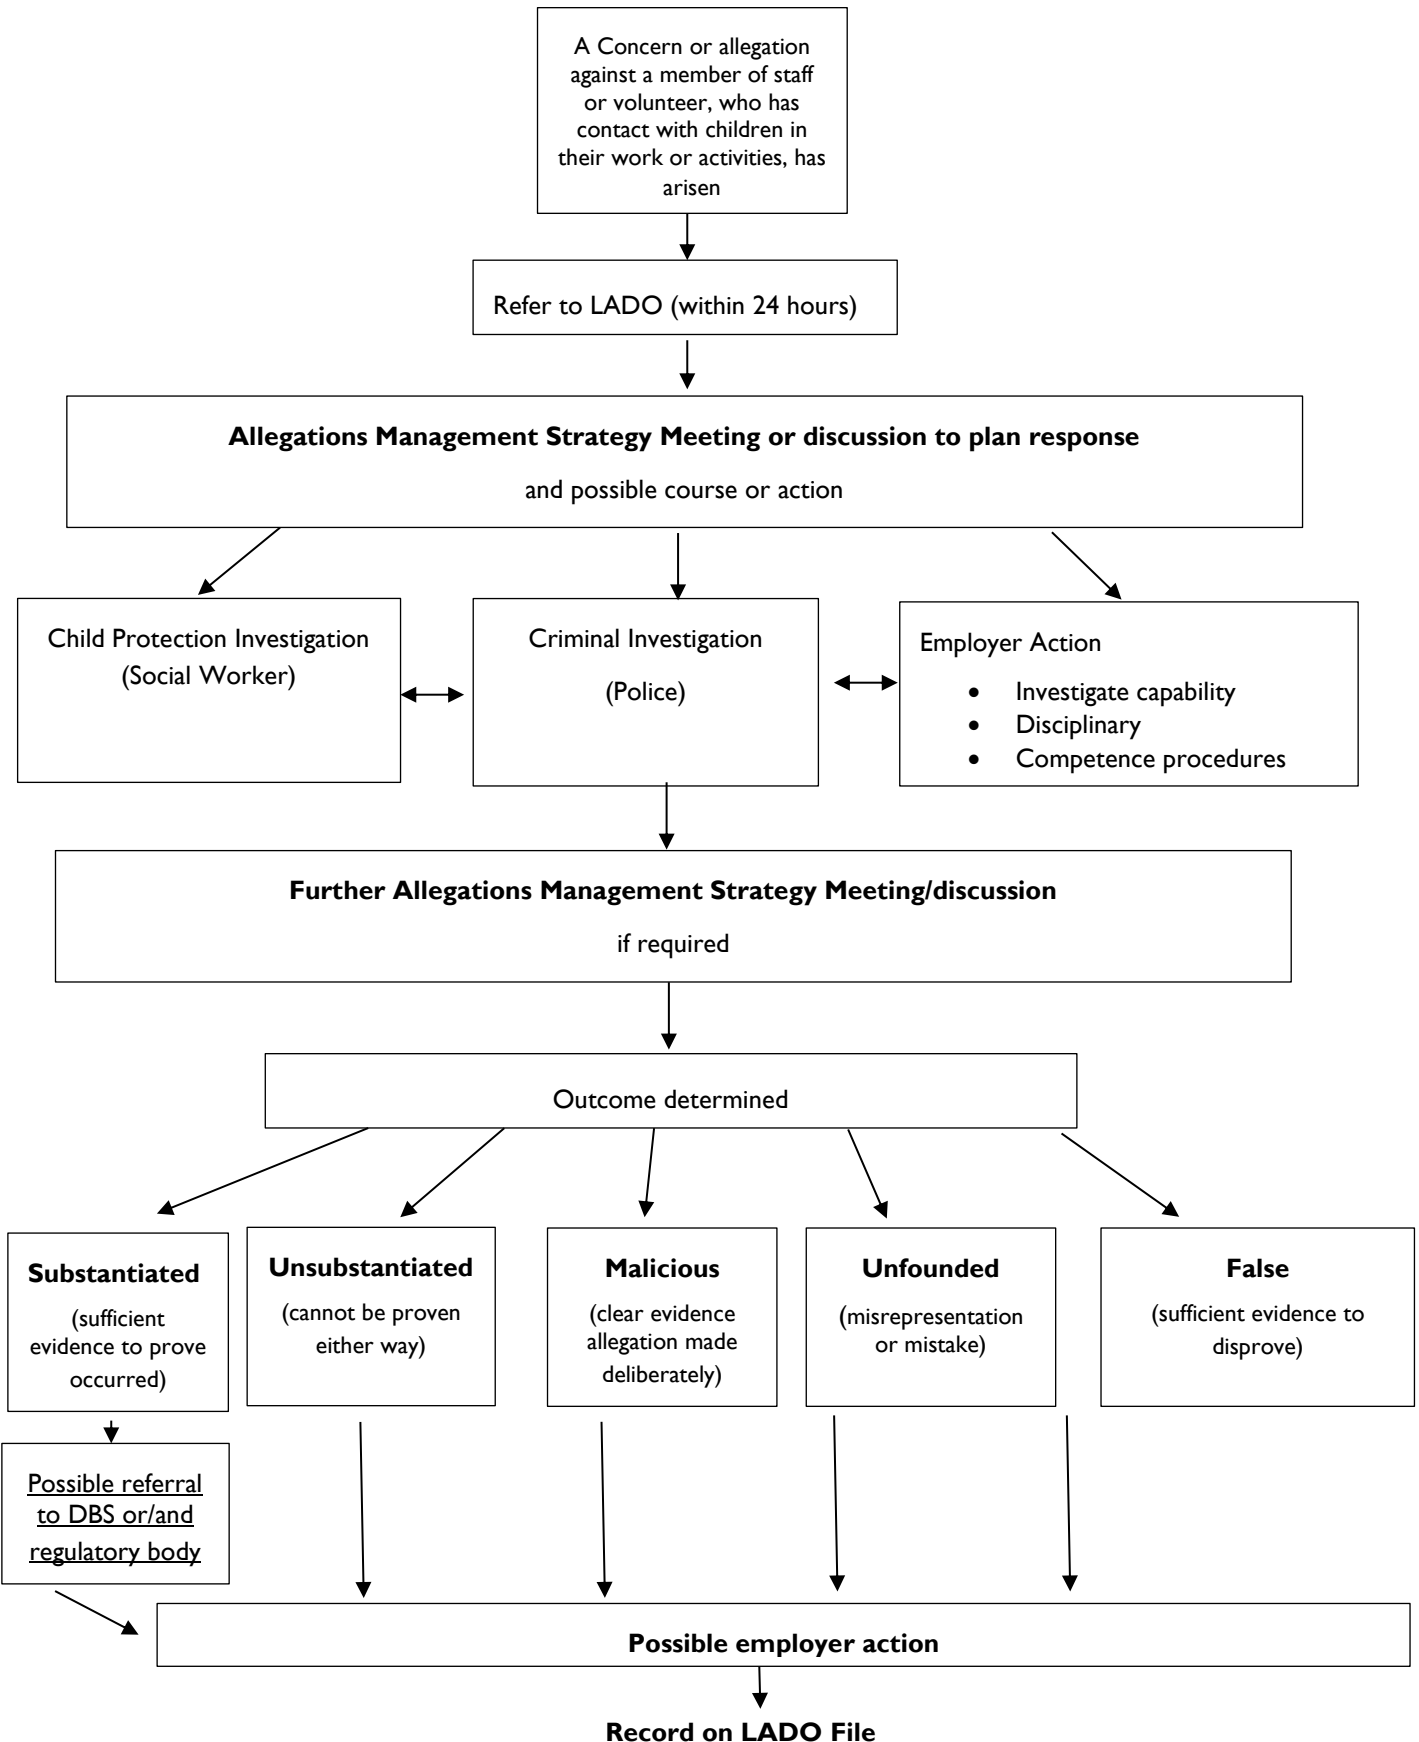 A Concern or allegation
against a member of staff
or volunteer, who has
contact with children in
their work or activities, has
arisen
Refer to LADO (within 24 hours)
Allegations Management Strategy Meeting or discussion to plan response
and possible course or action
Child Protection Investigation
(Social Worker)
Criminal Investigation
(Police)
Employer Action
• Investigate capability
• Disciplinary
• Competence procedures
Further Allegations Management Strategy Meeting/discussion
if required
Outcome determined
Substantiated
(sufficient
evidence to prove
occurred)
Unsubstantiated
(cannot be proven
either way)
Malicious
(clear evidence
allegation made
deliberately)
Unfounded
(misrepresentation
or mistake)
False
(sufficient evidence to
disprove)
Possible referral
to DBS or/and
regulatory body
Possible employer action
Record on LADO File